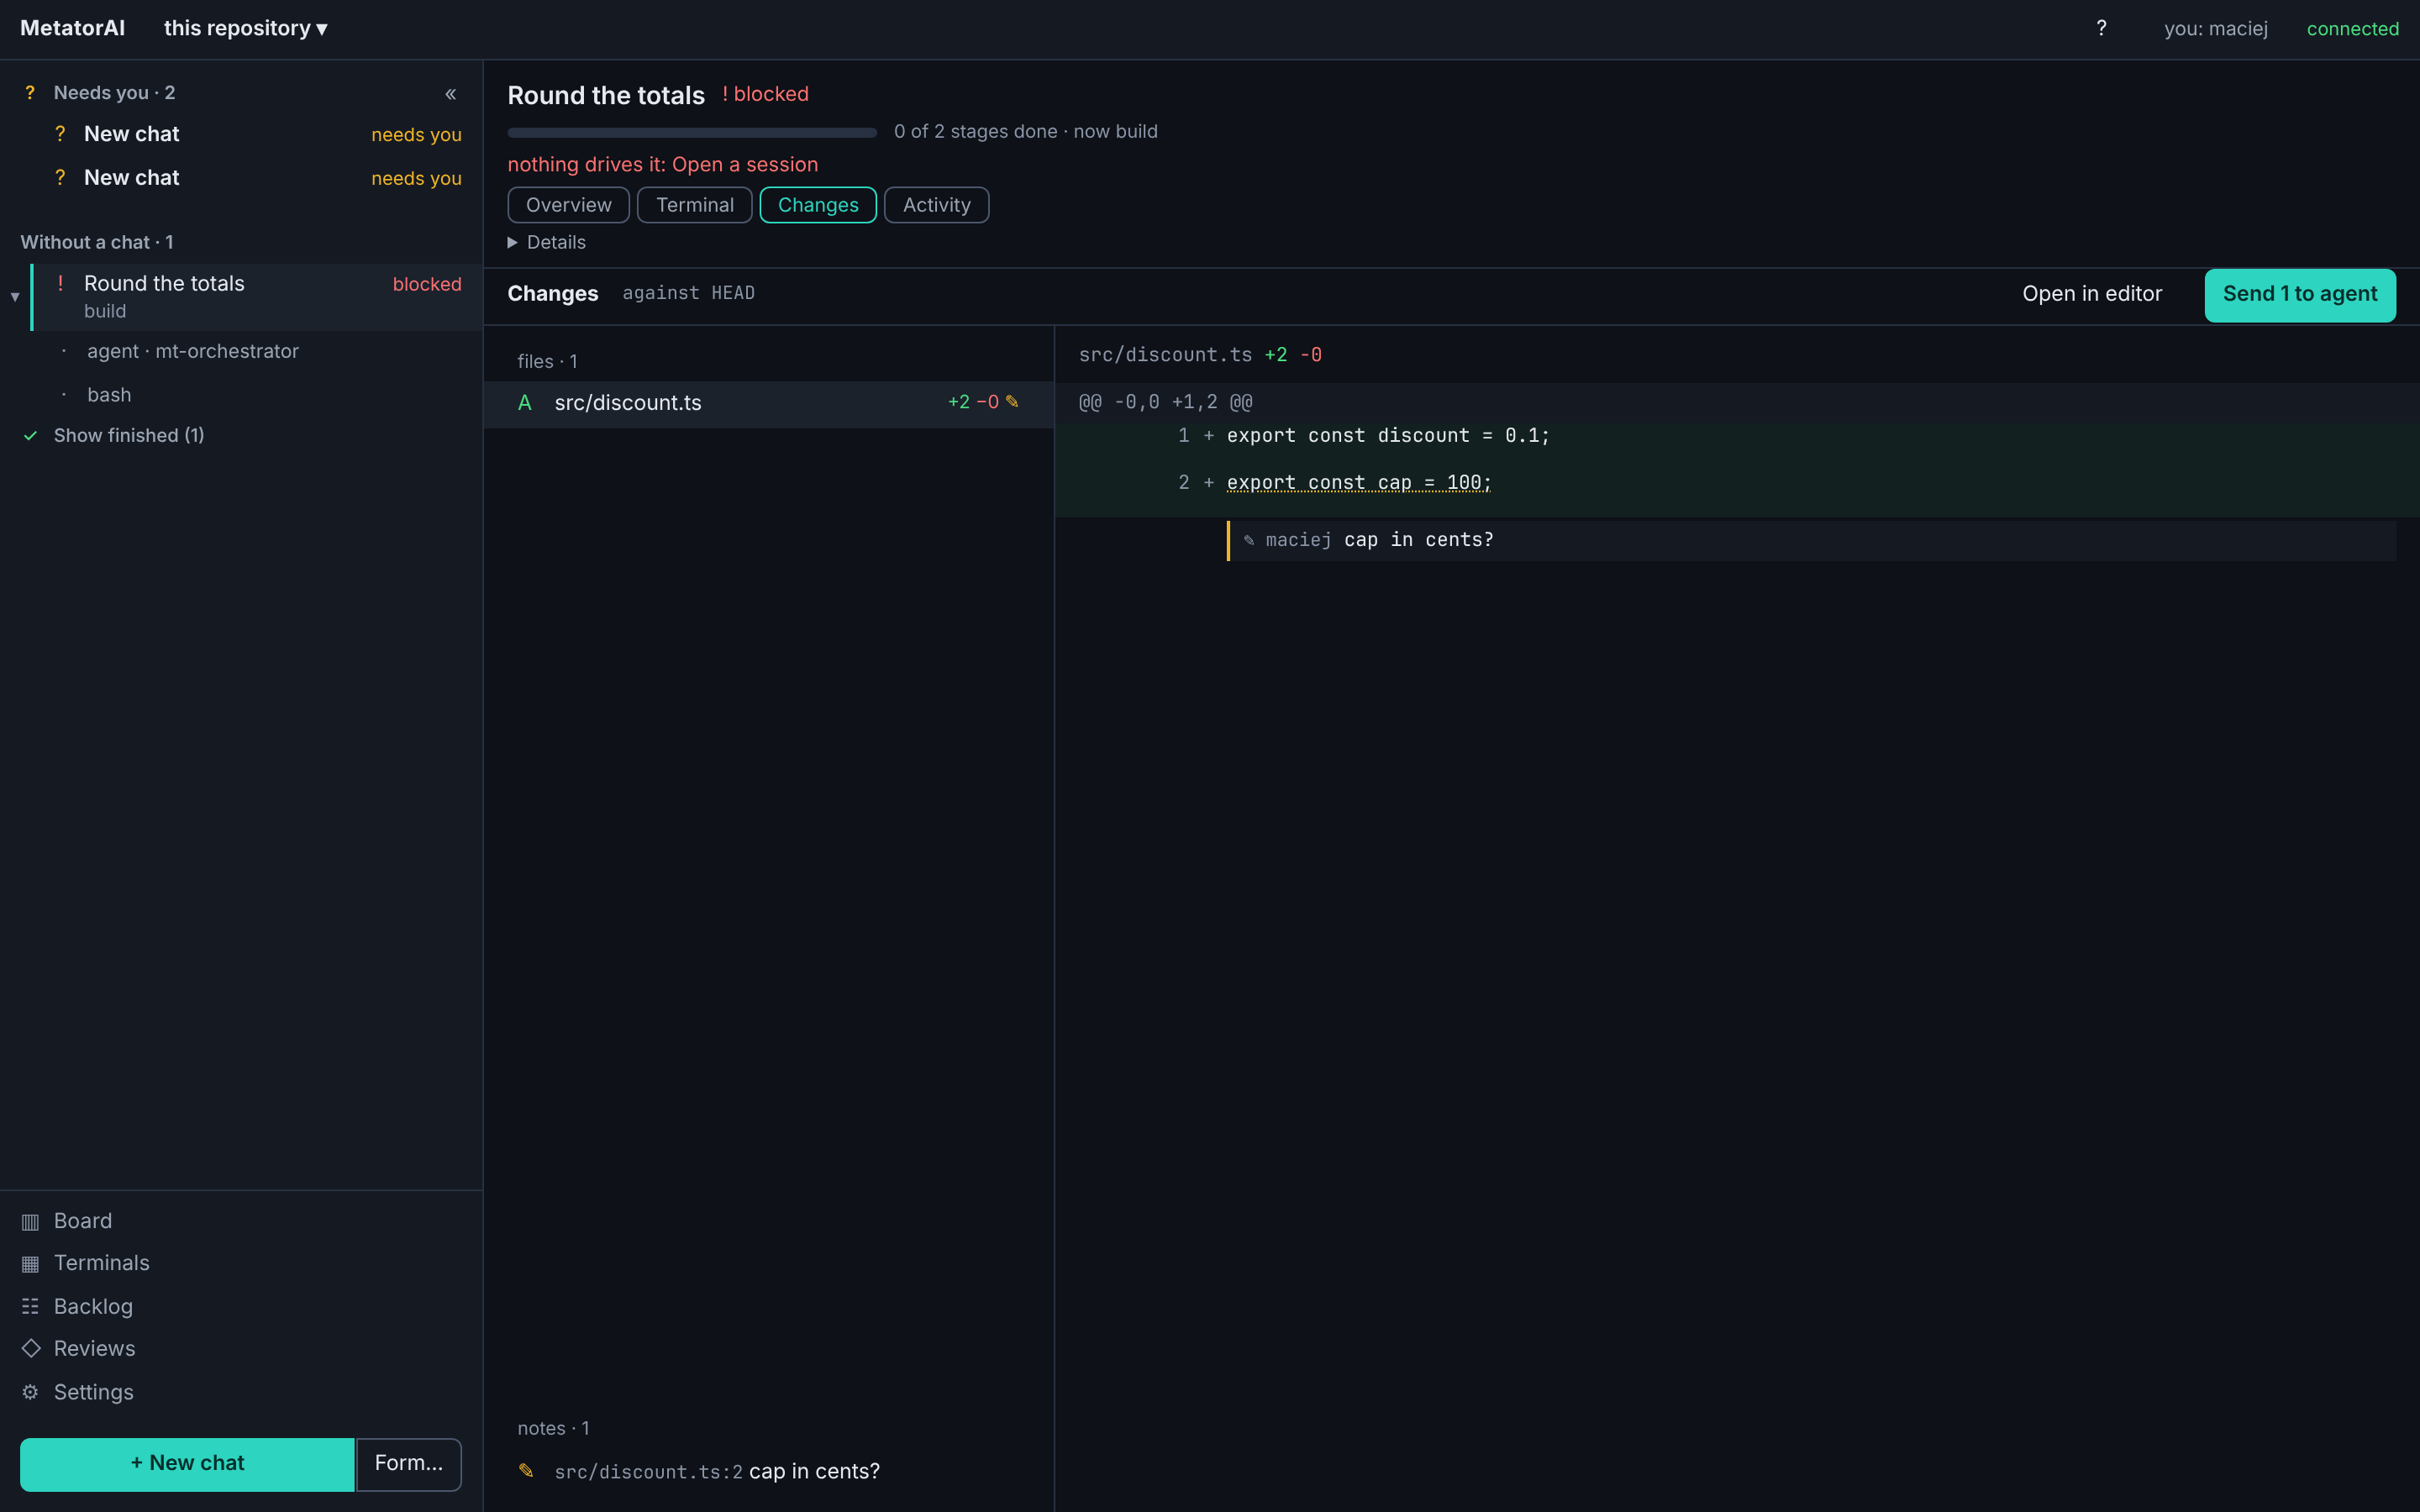 MetatorAI this repository ▾ ? you: maciej connected
? Needs you · 2 «
? New chat needs you
? New chat needs you
Without a chat · 1
▾ ! Round the totals blocked
build
· agent · mt-orchestrator
· bash
✓ Show finished (1)
Board
Terminals
Backlog
Reviews
Settings
+ New chat Form...
Round the totals ! blocked
0 of 2 stages done · now build
nothing drives it: Open a session
Overview Terminal Changes Activity
▶ Details
Changes against HEAD Open in editor Send 1 to agent
files · 1
A src/discount.ts +2 −0 ✎
notes · 1
✎ src/discount.ts:2 cap in cents?
src/discount.ts +2 -0
@@ -0,0 +1,2 @@
1 + export const discount = 0.1;
2 + export const cap = 100;
✎ maciej cap in cents?